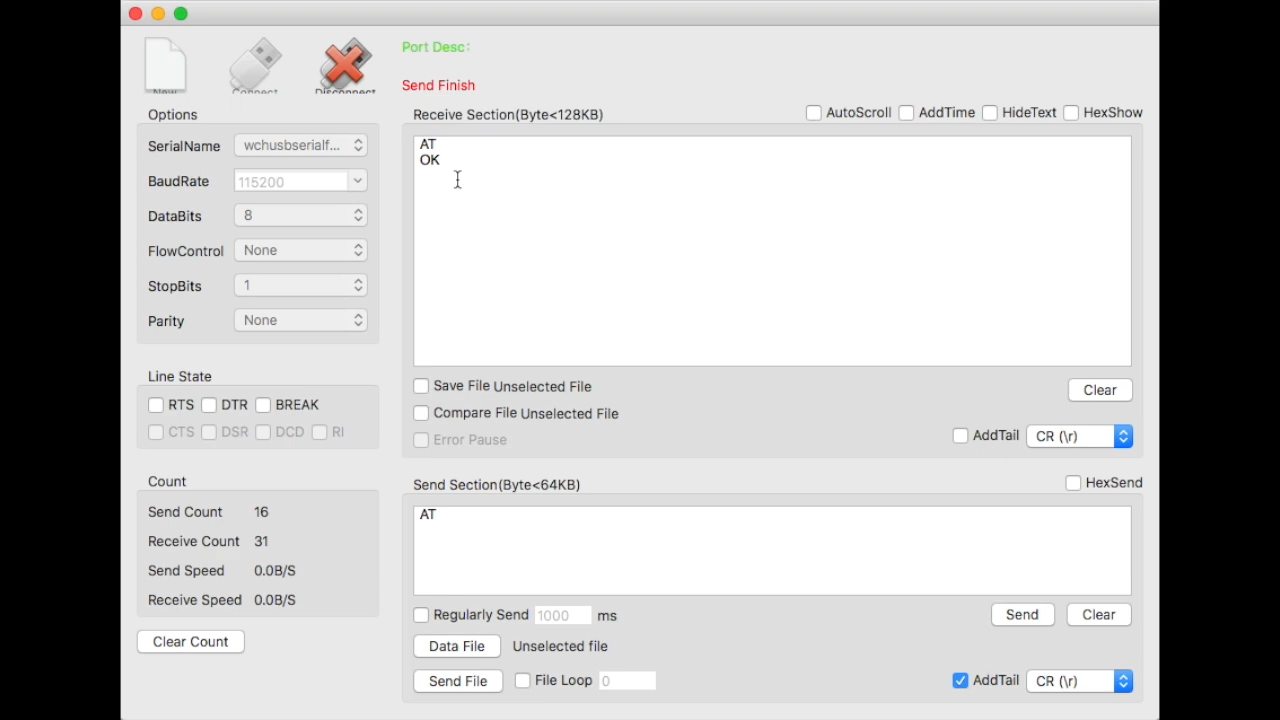 New
Connect
Disconnect
Port Desc:
Send Finish
Options
SerialName wchusbserialf...
BaudRate 115200
DataBits 8
FlowControl None
StopBits 1
Parity None
Line State
RTS DTR BREAK
CTS DSR DCD RI
Count
Send Count 16
Receive Count 31
Send Speed 0.0B/S
Receive Speed 0.0B/S
Clear Count
Receive Section(Byte<128KB) AutoScroll AddTime HideText HexShow
AT
OK
Save File Unselected File
Clear
Compare File Unselected File
Error Pause
AddTail CR (\r)
Send Section(Byte<64KB) HexSend
AT
Regularly Send 1000 ms
Send Clear
Data File Unselected file
Send File File Loop 0
AddTail CR (\r)